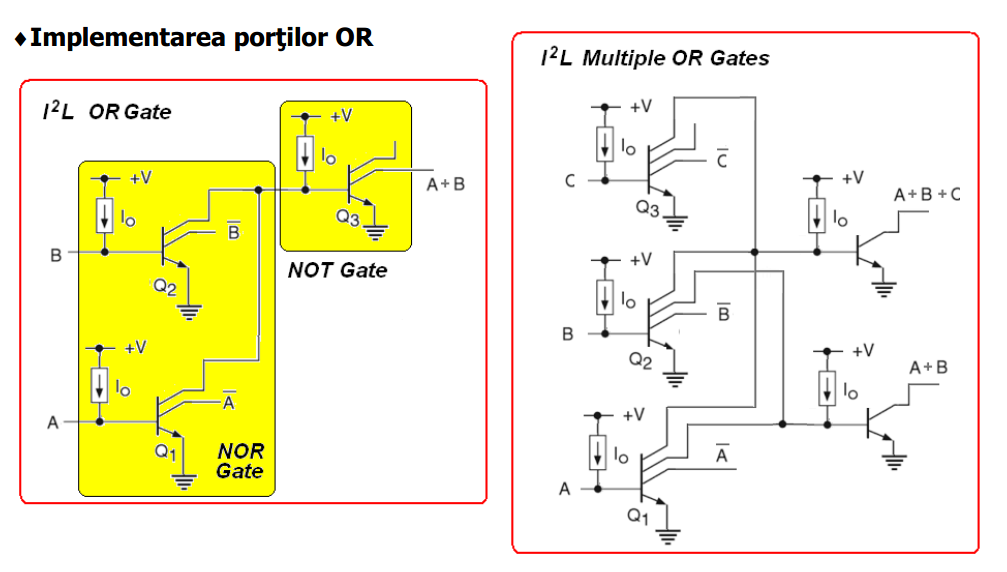 ♦Implementarea porţilor OR
I²L OR Gate
+V
I₀
A+B
Q₃
NOT Gate
+V
I₀
B̅
B
Q₂
+V
I₀
A̅
A
Q₁
NOR
Gate
I²L Multiple OR Gates
+V
I₀
C̅
C
Q₃
+V
I₀
A+B+C
+V
I₀
B̅
B
Q₂
+V
I₀
A+B
+V
I₀
A̅
A
Q₁